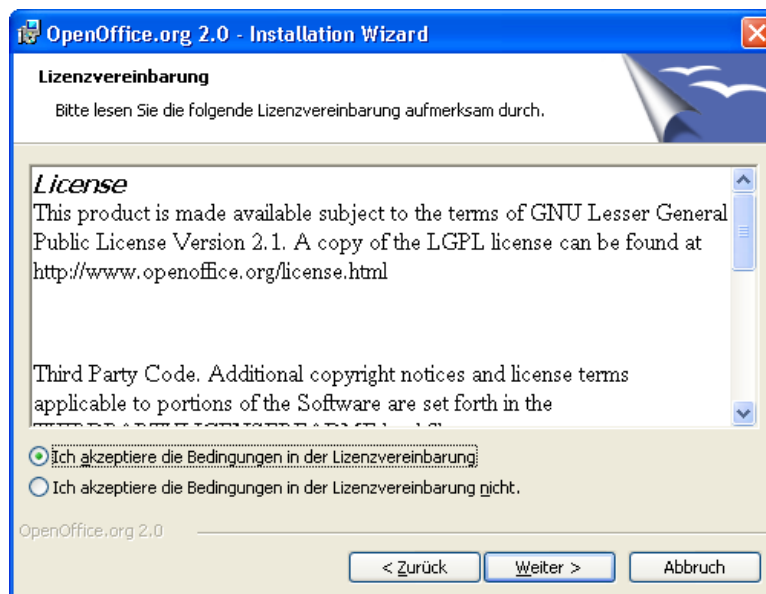 OpenOffice.org 2.0 - Installation Wizard
Lizenzvereinbarung
Bitte lesen Sie die folgende Lizenzvereinbarung aufmerksam durch.
License
This product is made available subject to the terms of GNU Lesser General
Public License Version 2.1. A copy of the LGPL license can be found at
http://www.openoffice.org/license.html
Third Party Code. Additional copyright notices and license terms
applicable to portions of the Software are set forth in the
Ich akzeptiere die Bedingungen in der Lizenzvereinbarung
Ich akzeptiere die Bedingungen in der Lizenzvereinbarung nicht.
OpenOffice.org 2.0
< Zurück
Weiter >
Abbruch